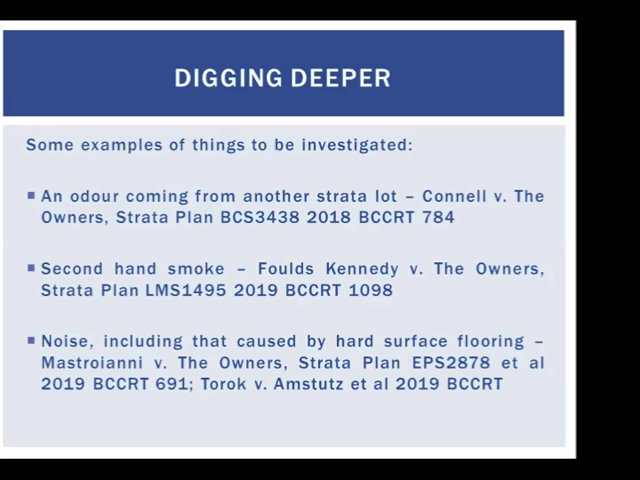 DIGGING DEEPER
Some examples of things to be investigated:
■ An odour coming from another strata lot – Connell v. The
Owners, Strata Plan BCS3438 2018 BCCRT 784
■ Second hand smoke – Foulds Kennedy v. The Owners,
Strata Plan LMS1495 2019 BCCRT 1098
■ Noise, including that caused by hard surface flooring –
Mastroianni v. The Owners, Strata Plan EPS2878 et al
2019 BCCRT 691; Torok v. Amstutz et al 2019 BCCRT